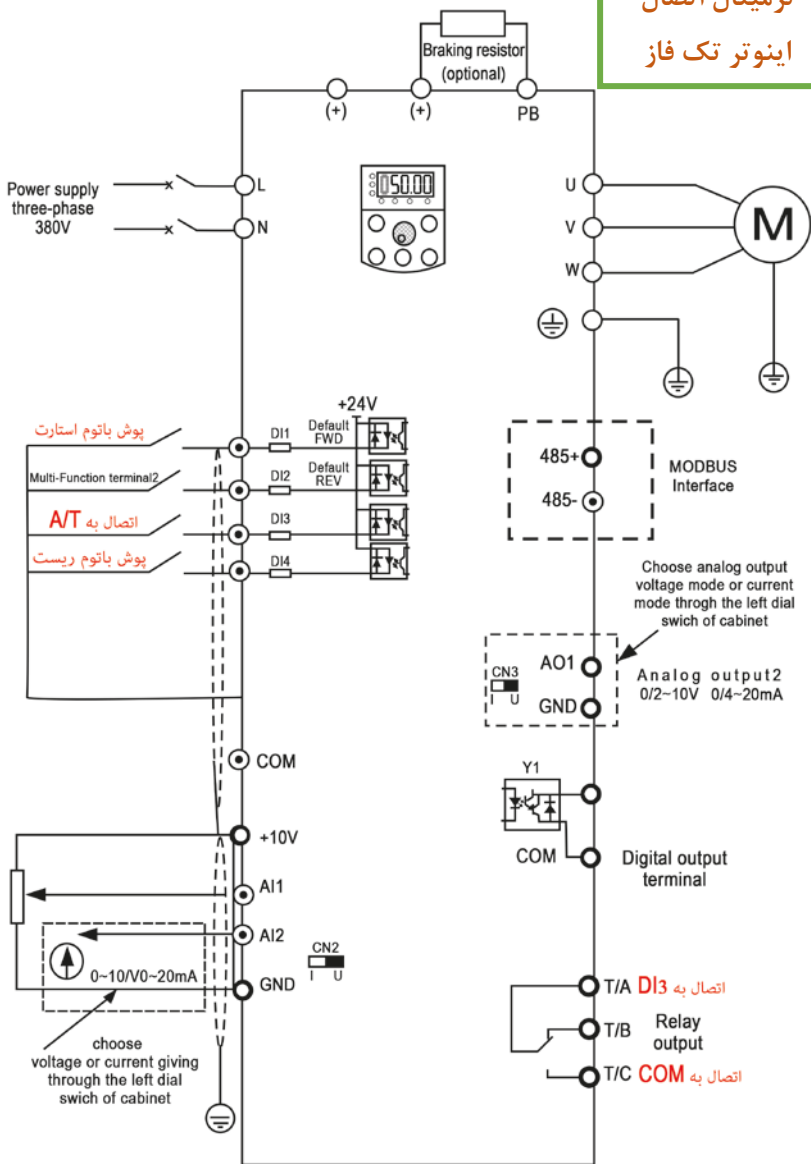 ترمینال اتصال
اینوتر تک فاز
Braking resistor
(optional)
(+)
(+)
PB
Power supply
three-phase
380V
L
N
50.00
U
V
W
M
+24V
پوش باتوم استارت
DI1
Default
FWD
Multi-Function terminal2
DI2
Default
REV
اتصال به A/T
DI3
پوش باتوم ریست
DI4
485+
485-
MODBUS
Interface
Choose analog output
voltage mode or current
mode throgh the left dial
swich of cabinet
CN3
I U
AO1
GND
Analog output2
0/2~10V 0/4~20mA
COM
Y1
COM
Digital output
terminal
+10V
AI1
AI2
GND
CN2
I U
0~10/V0~20mA
choose
voltage or current giving
through the left dial
swich of cabinet
T/A اتصال به DI3
T/B
Relay
output
T/C اتصال به COM